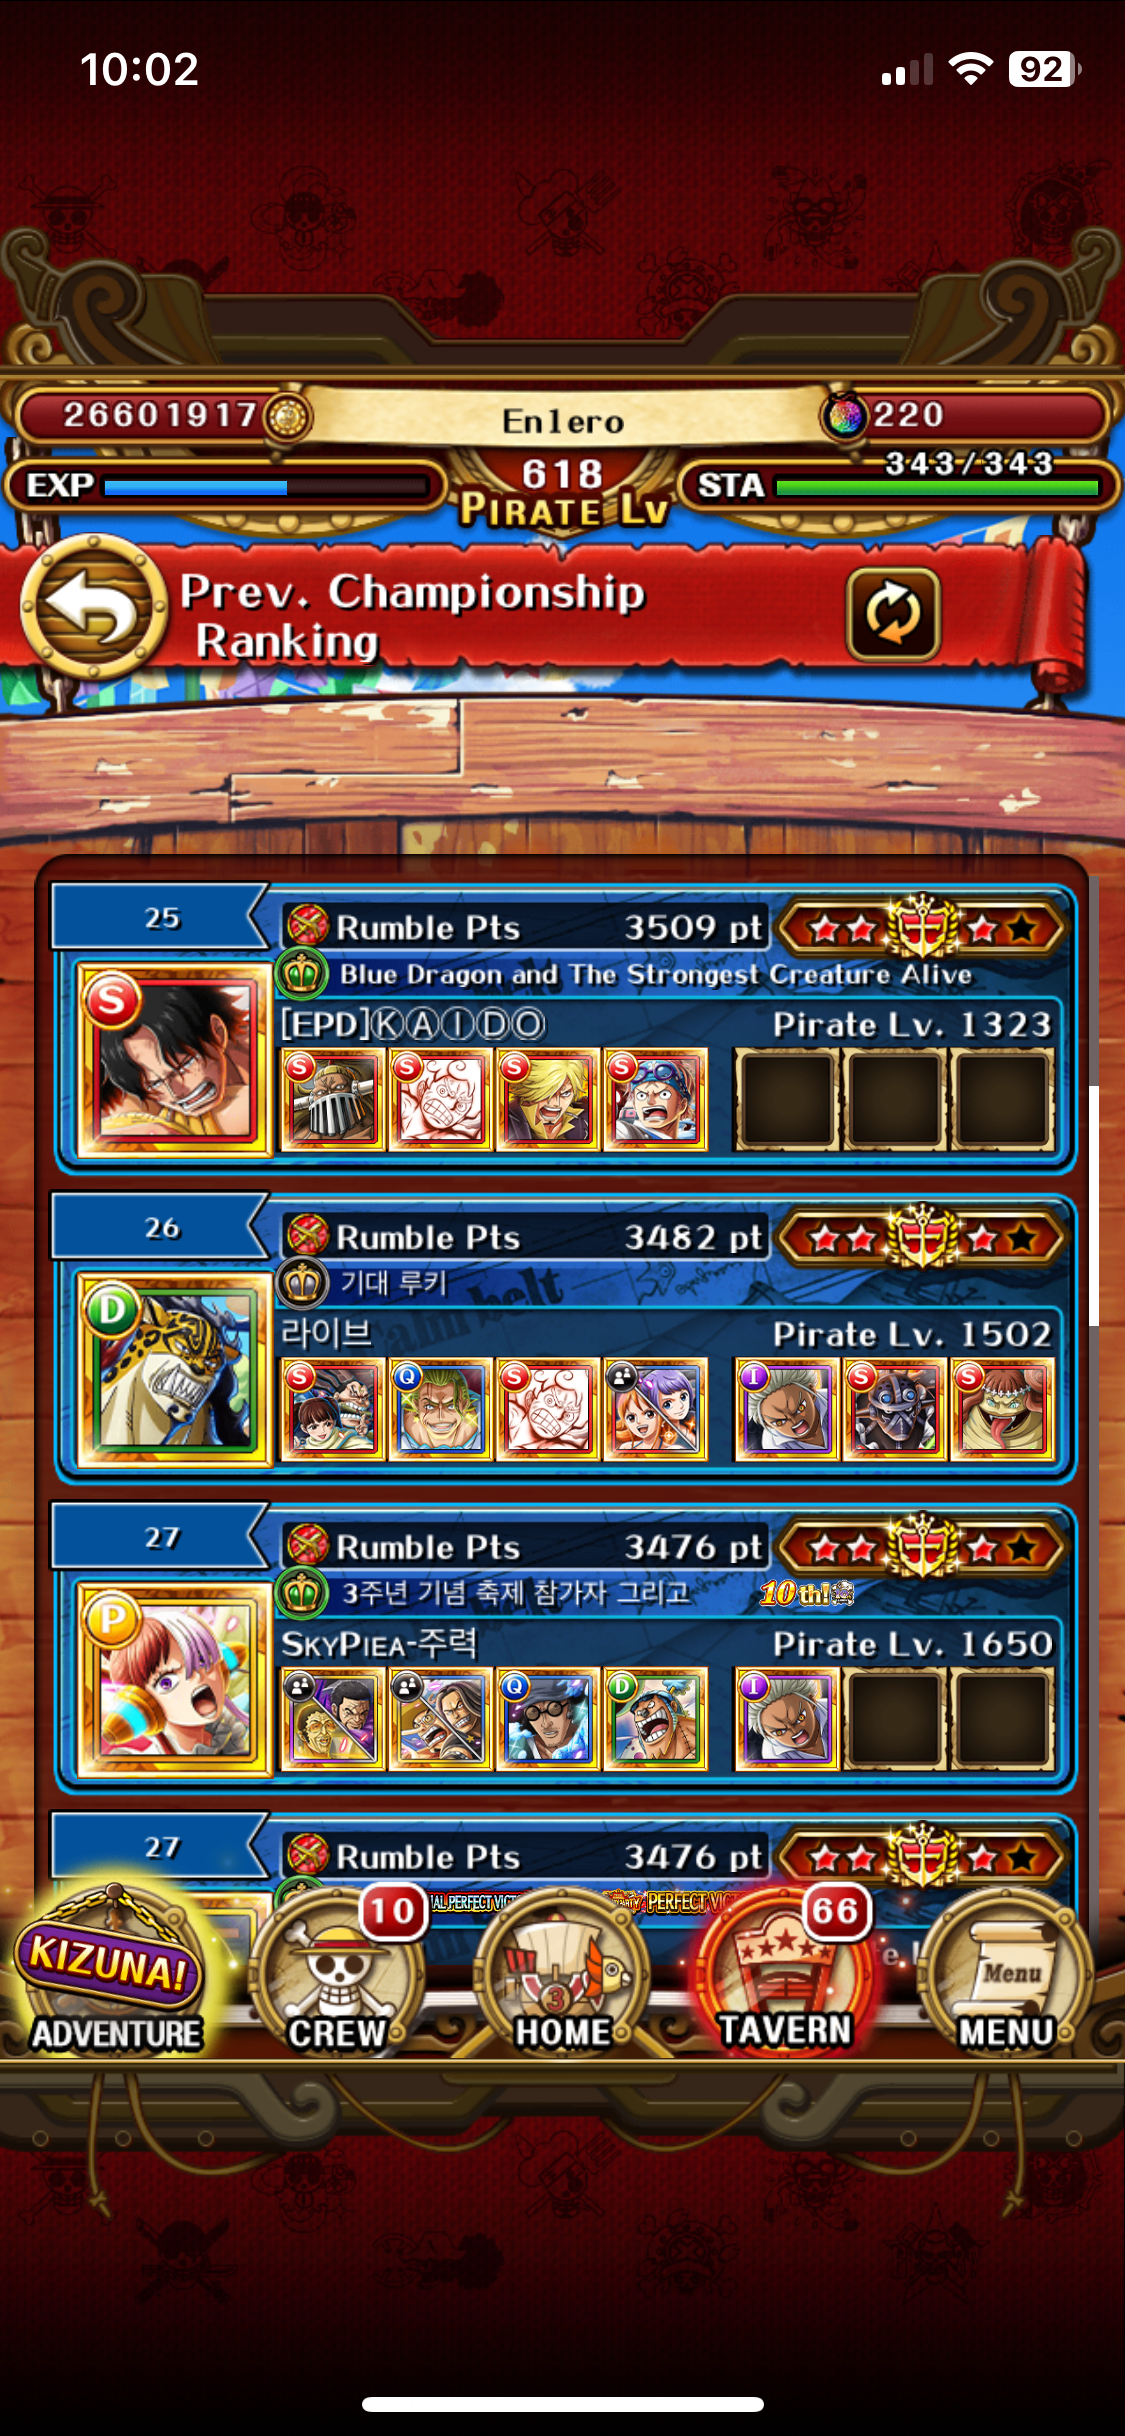 10:02
92
26601917
En1ero
220
EXP
618
PIRATE LV
STA
343/343
Prev. Championship
Ranking
25
Rumble Pts
3509 pt
Blue Dragon and The Strongest Creature Alive
[EPD]ⓀⒶⒾⒹⓄ
Pirate Lv. 1323
S
S
S
S
S
26
Rumble Pts
3482 pt
기대 루키
라이브
Pirate Lv. 1502
D
S
Q
S
I
S
S
27
Rumble Pts
3476 pt
3주년 기념 축제 참가자 그리고
10th!
SKYPIEA-주력
Pirate Lv. 1650
P
Q
D
I
27
Rumble Pts
3476 pt
PERFECT
PERFECT
KIZUNA!
10
3
66
Menu
ADVENTURE
CREW
HOME
TAVERN
MENU